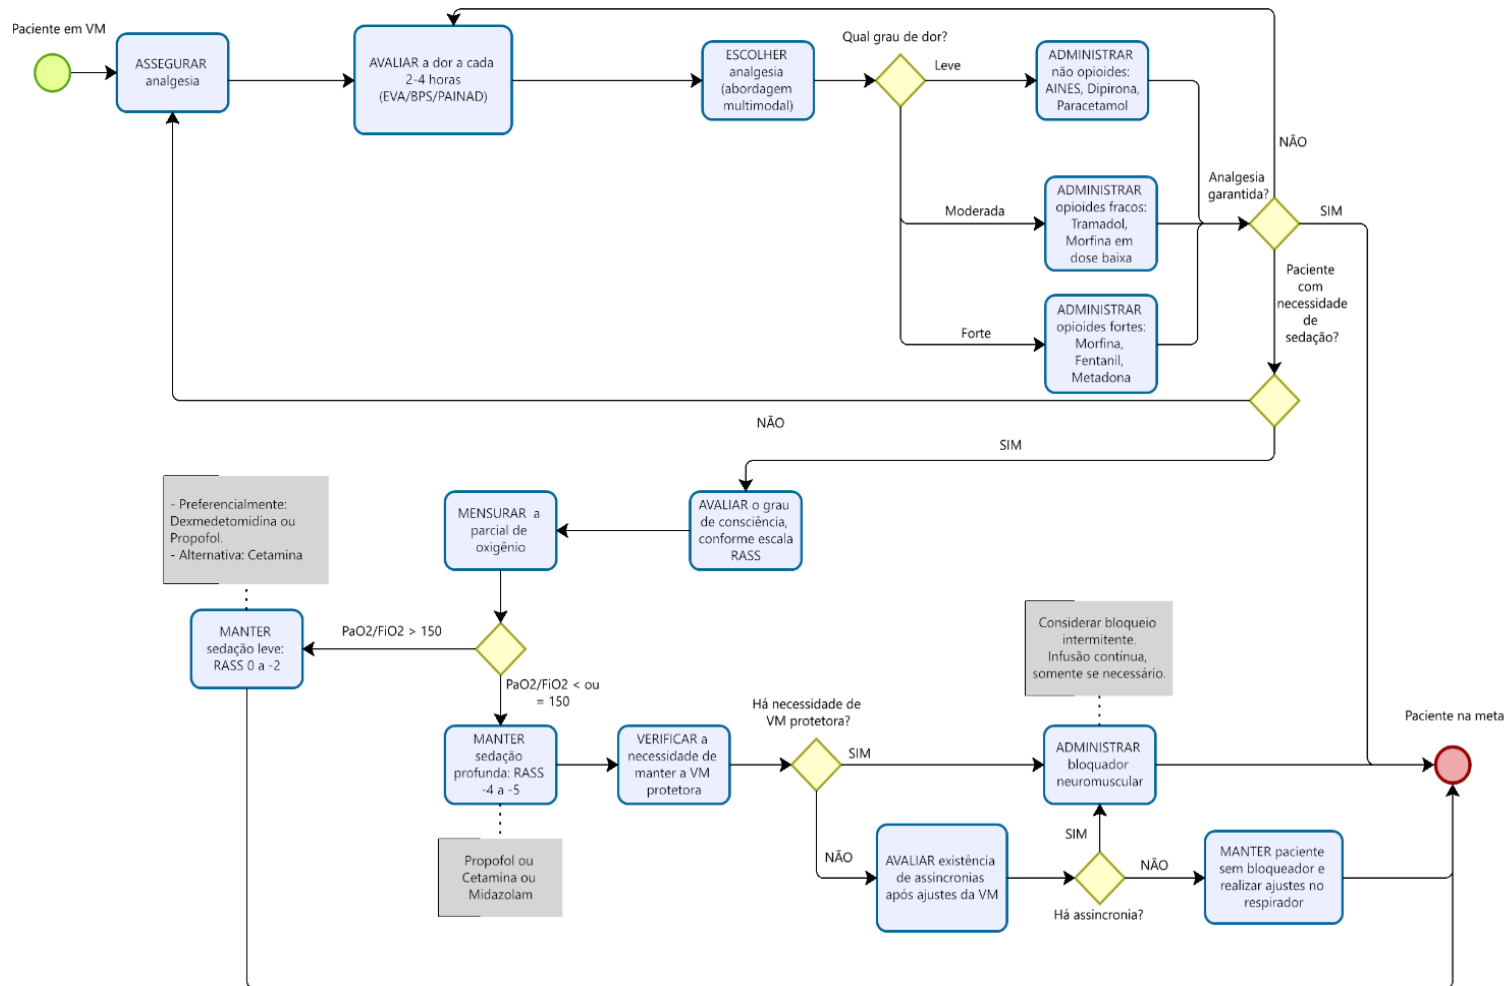 Paciente em VM
ASSEGURAR
analgesia
AVALIAR a dor a cada
2-4 horas
(EVA/BPS/PAINAD)
ESCOLHER
analgesia
(abordagem
multimodal)
Qual grau de dor?
Leve
ADMINISTRAR
não opioides:
AINES, Dipirona,
Paracetamol
NÃO
Moderada
ADMINISTRAR
opioides fracos:
Tramadol,
Morfina em
dose baixa
Analgesia
garantida?
SIM
Forte
ADMINISTRAR
opioides fortes:
Morfina,
Fentanil,
Metadona
Paciente
com
necessidade
de
sedação?
NÃO
SIM
AVALIAR o grau
de consciência,
conforme escala
RASS
MENSURAR a
parcial de
oxigênio
- Preferencialmente:
Dexmedetomidina ou
Propofol.
- Alternativa: Cetamina
MANTER
sedação leve:
RASS 0 a -2
PaO2/FiO2 > 150
PaO2/FiO2 < ou
= 150
MANTER
sedação
profunda: RASS
-4 a -5
Propofol ou
Cetamina ou
Midazolam
VERIFICAR a
necessidade de
manter a VM
protetora
Há necessidade de
VM protetora?
SIM
Considerar bloqueio
intermitente.
Infusão contínua,
somente se necessário.
ADMINISTRAR
bloquador
neuromuscular
Paciente na meta
NÃO
AVALIAR existência
de assincronias
após ajustes da VM
SIM
Há assincronia?
NÃO
MANTER paciente
sem bloqueador e
realizar ajustes no
respirador